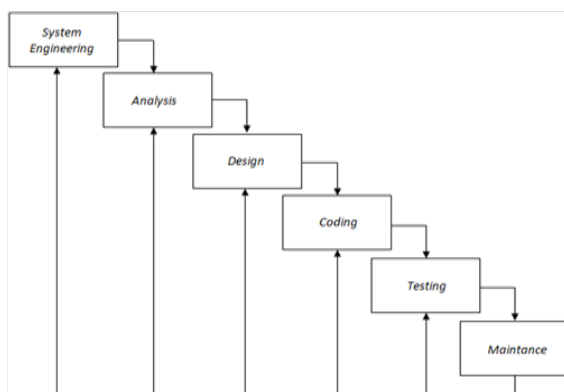 System
Engineering
Analysis
Design
Coding
Testing
Maintance